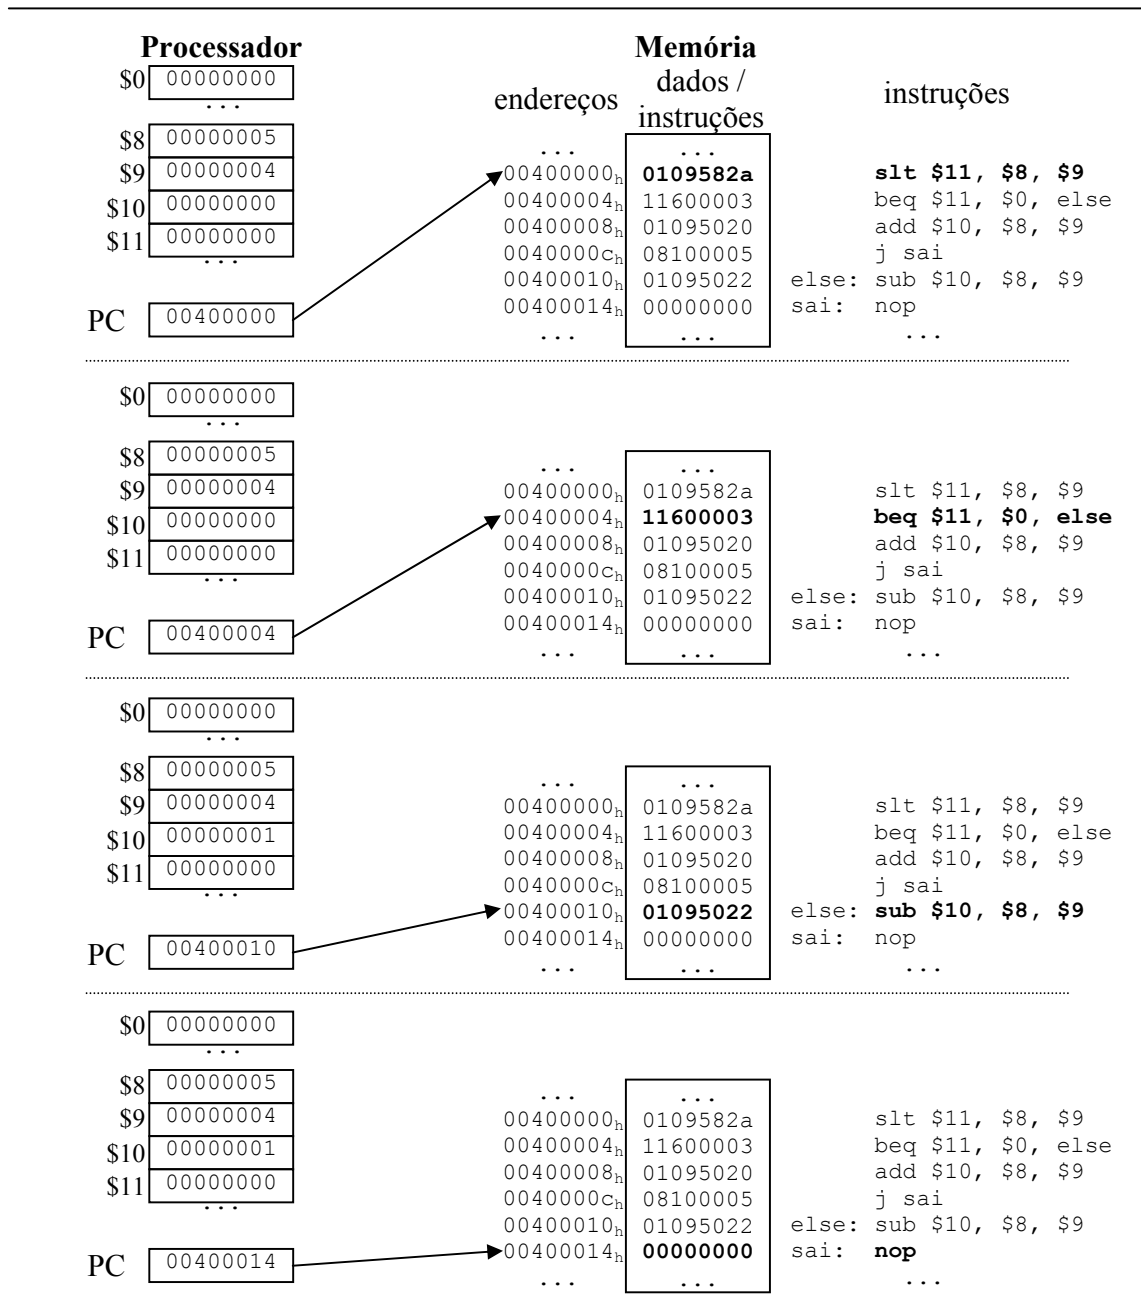 Processador Memória
$0 00000000 dados /
... endereços instruções instruções
$8 00000005 ... ...
$9 00000004 00400000h 0109582a slt $11, $8, $9
$10 00000000 00400004h 11600003 beq $11, $0, else
$11 00000000 00400008h 01095020 add $10, $8, $9
... 0040000ch 08100005 j sai
00400010h 01095022 else: sub $10, $8, $9
PC 00400000 00400014h 00000000 sai: nop
... ... ...
$0 00000000
...
$8 00000005 ... ...
$9 00000004 00400000h 0109582a slt $11, $8, $9
$10 00000000 00400004h 11600003 beq $11, $0, else
00400008h 01095020 add $10, $8, $9
$11 00000000 0040000ch 08100005 j sai
... 00400010h 01095022 else: sub $10, $8, $9
PC 00400004 00400014h 00000000 sai: nop
... ... ...
$0 00000000
...
$8 00000005 ... ...
$9 00000004 00400000h 0109582a slt $11, $8, $9
$10 00000001 00400004h 11600003 beq $11, $0, else
00400008h 01095020 add $10, $8, $9
$11 00000000 0040000ch 08100005 j sai
... 00400010h 01095022 else: sub $10, $8, $9
PC 00400010 00400014h 00000000 sai: nop
... ... ...
$0 00000000
...
$8 00000005 ... ...
$9 00000004 00400000h 0109582a slt $11, $8, $9
$10 00000001 00400004h 11600003 beq $11, $0, else
00400008h 01095020 add $10, $8, $9
$11 00000000 0040000ch 08100005 j sai
... 00400010h 01095022 else: sub $10, $8, $9
PC 00400014 00400014h 00000000 sai: nop
... ... ...